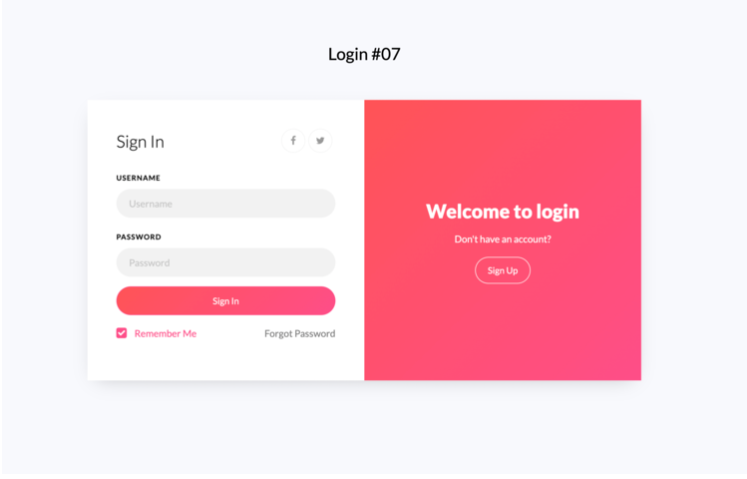 Login #07
Sign In
USERNAME
Username
PASSWORD
Password
Sign In
Remember Me
Forgot Password
Welcome to login
Don't have an account?
Sign Up